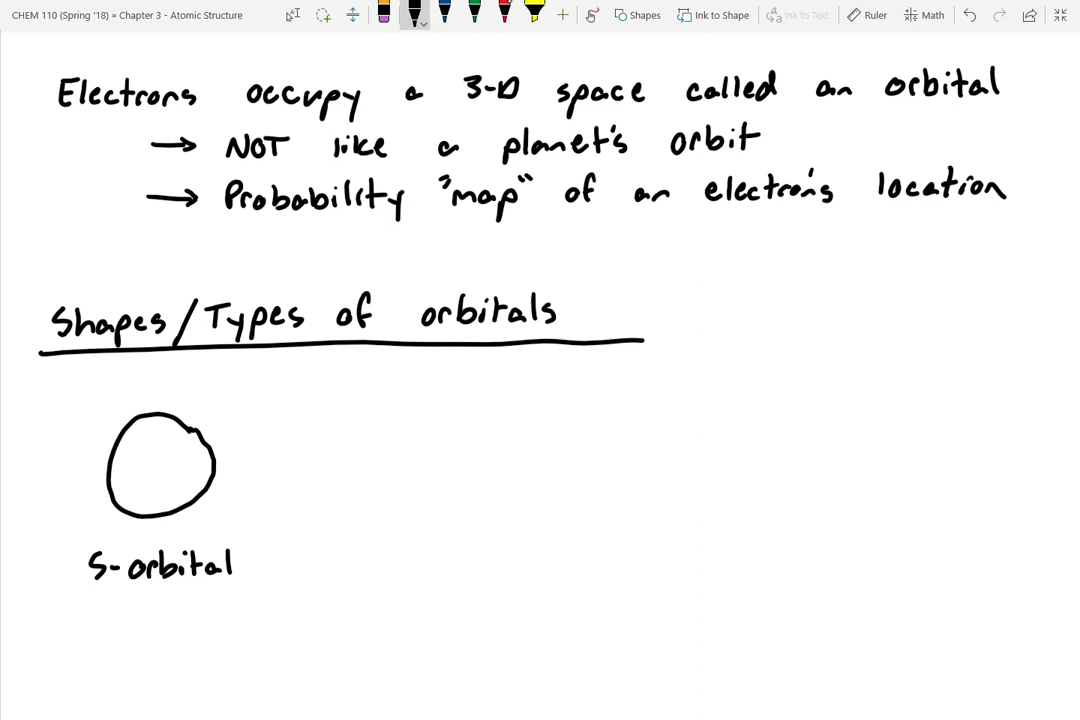 CHEM 110 (Spring '18) » Chapter 3 - Atomic Structure
Shapes
Ink to Shape
Ink to Text
Ruler
Math
Electrons occupy a 3-D space called an orbital
→ NOT like a planet's orbit
→ Probability "map" of an electron's location
Shapes/Types of orbitals
s-orbital